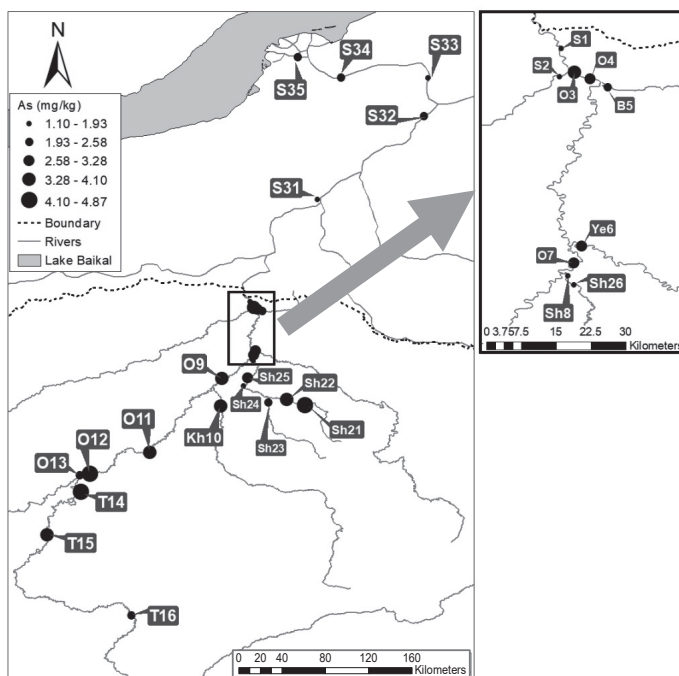 N
As (mg/kg)
1.10 - 1.93
1.93 - 2.58
2.58 - 3.28
3.28 - 4.10
4.10 - 4.87
Boundary
Rivers
Lake Baikal
S35
S34
S33
S32
S31
O9
Sh25
Sh24
Sh22
Kh10
Sh21
Sh23
O11
O12
O13
T14
T15
T16
0 10 20 40 80 120 160
Kilometers
S1
S2
O4
O3
B5
Ye6
O7
Sh26
Sh8
0 3.757.5 15 22.5 30
Kilometers